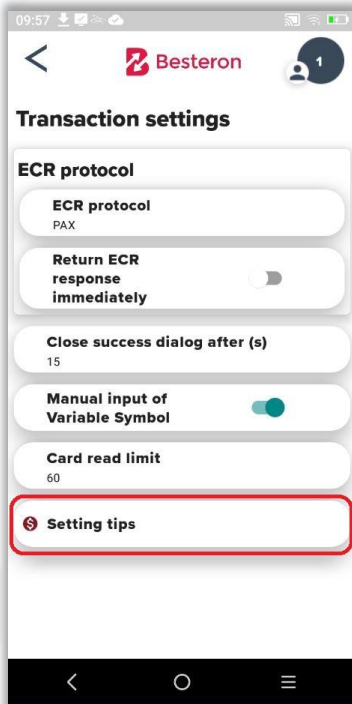 09:57
Besteron
1
Transaction settings
ECR protocol
ECR protocol
PAX
Return ECR
response
immediately
Close success dialog after (s)
15
Manual input of
Variable Symbol
Card read limit
60
$ Setting tips